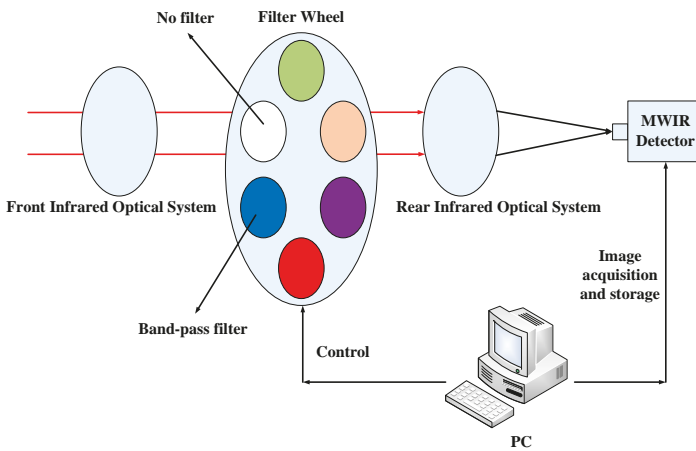 No filter
Filter Wheel
MWIR
Detector
Front Infrared Optical System
Rear Infrared Optical System
Image
acquisition
and storage
Band-pass filter
Control
PC